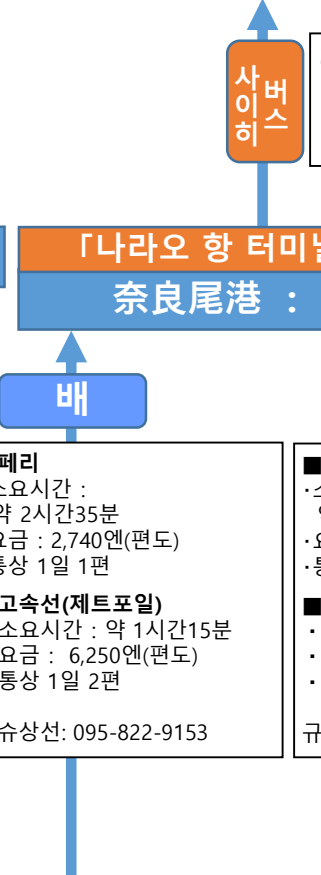 사이히
버스
「나라오 항 터미널
奈良尾港 :
배
페리
소요시간 :
약 2시간35분
요금 : 2,740엔(편도)
통상 1일 1편
고속선(제트포일)
소요시간 : 약 1시간15분
요금 : 6,250엔(편도)
통상 1일 2편
슈상선: 095-822-9153
■
■
규